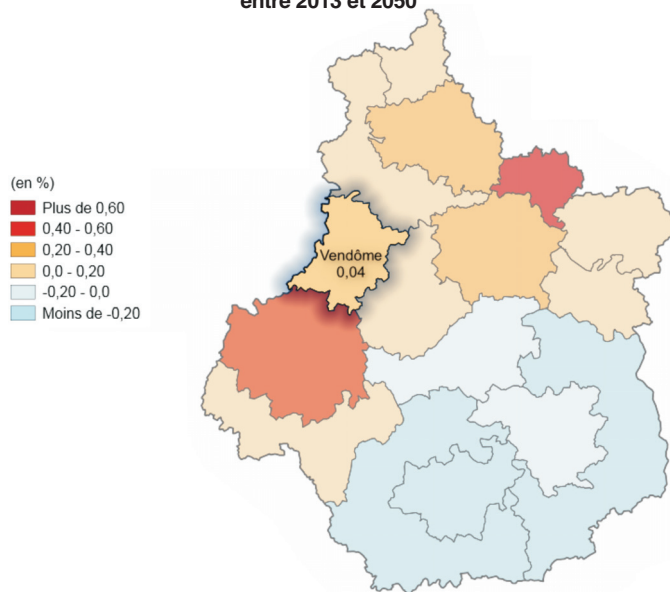 entre 2013 et 2050
(en %)
Plus de 0,60
0,40 - 0,60
0,20 - 0,40
0,0 - 0,20
-0,20 - 0,0
Moins de -0,20
Vendôme
0,04